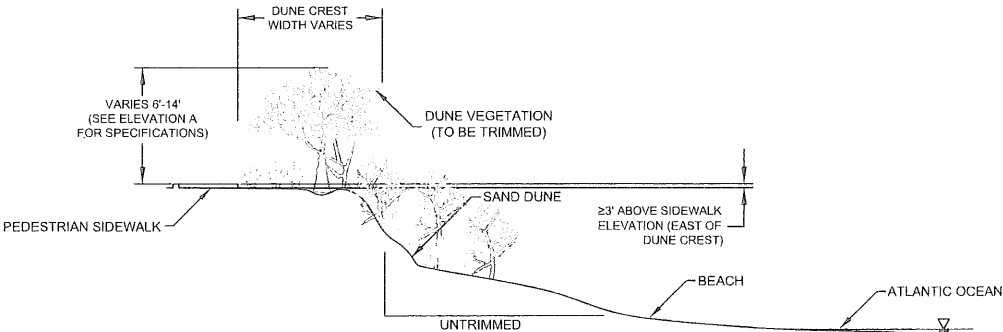 DUNE CREST
WIDTH VARIES
VARIES 6'-14'
(SEE ELEVATION A
FOR SPECIFICATIONS)
DUNE VEGETATION
(TO BE TRIMMED)
PEDESTRIAN SIDEWALK
SAND DUNE
≥3' ABOVE SIDEWALK
ELEVATION (EAST OF
DUNE CREST)
BEACH
ATLANTIC OCEAN
UNTRIMMED